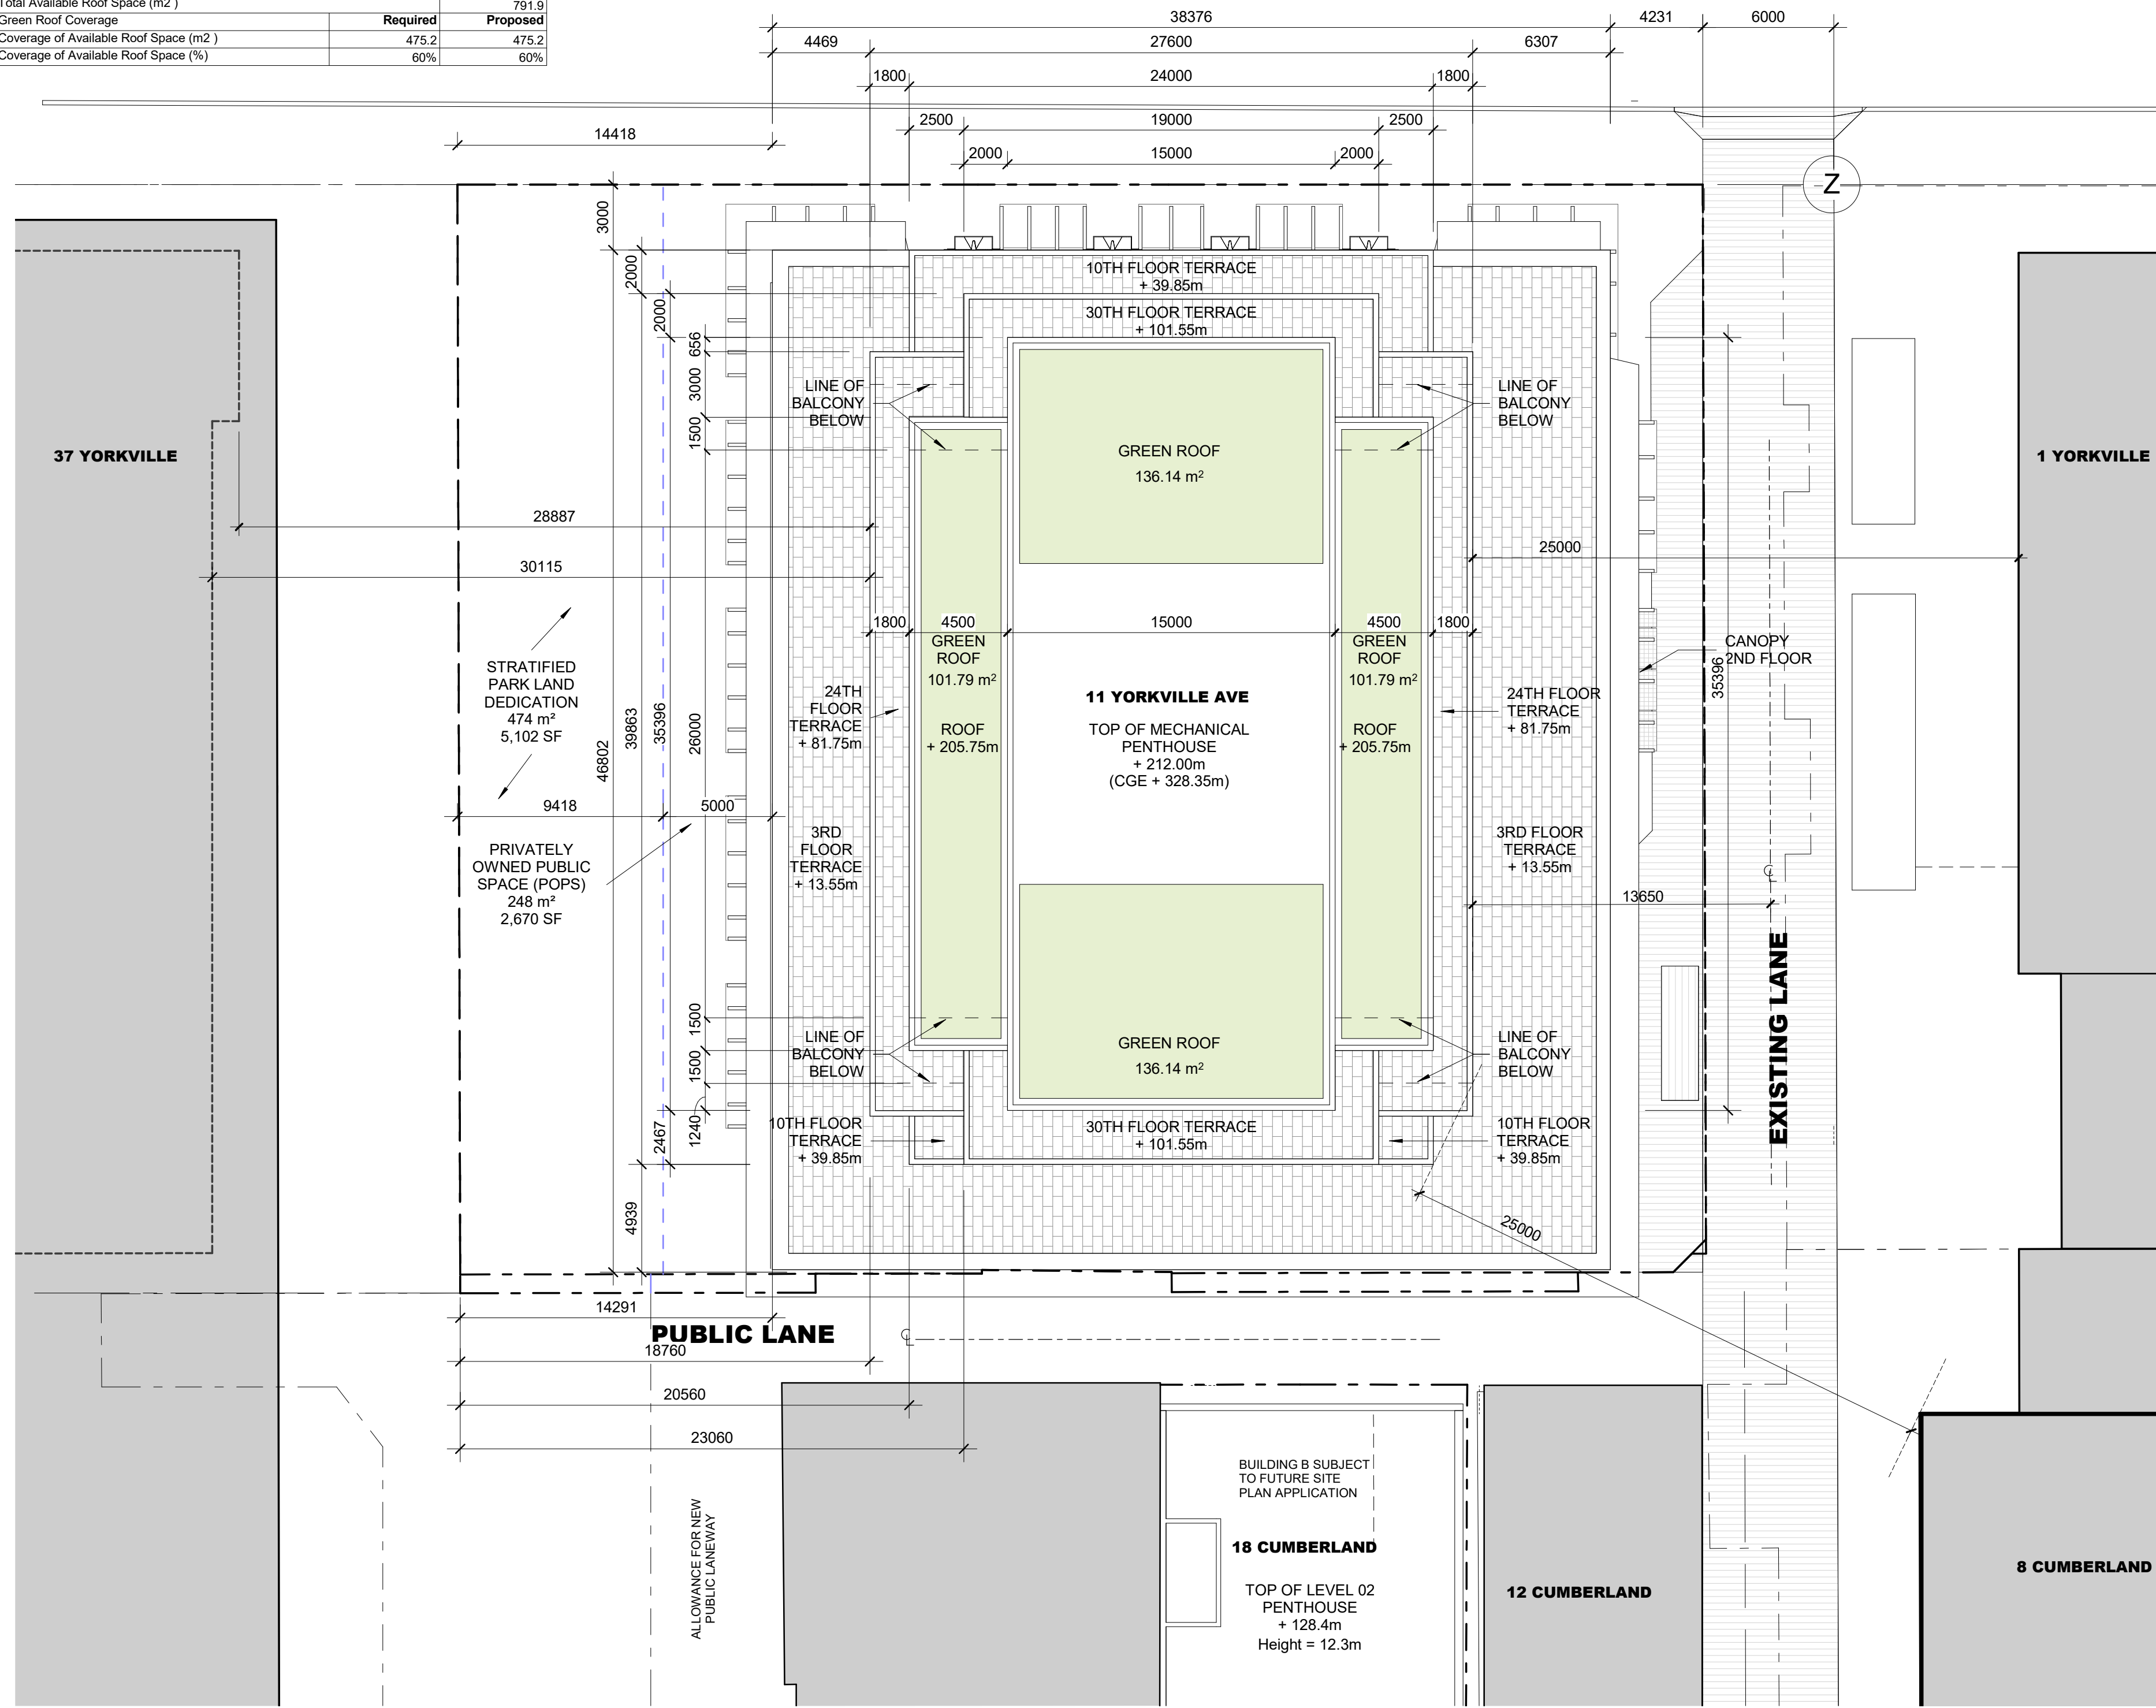 Total Available Roof Space (m2 ) 791.9
Green Roof Coverage Required Proposed
Coverage of Available Roof Space (m2 ) 475.2 475.2
Coverage of Available Roof Space (%) 60% 60%
38376 4231 6000
4469 27600 6307
1800 24000 1800
2500 19000 2500
14418
2000 15000 2000
Z
3000
2000
2000
656
3000
1500
10TH FLOOR TERRACE
+ 39.85m
30TH FLOOR TERRACE
+ 101.55m
LINE OF
BALCONY
BELOW
LINE OF
BALCONY
BELOW
37 YORKVILLE
1 YORKVILLE
GREEN ROOF
136.14 m²
28887
25000
30115
1800 4500 15000 4500 1800
GREEN
ROOF
101.79 m²
GREEN
ROOF
101.79 m²
CANOPY
2ND FLOOR
35396
STRATIFIED
PARK LAND
DEDICATION
474 m²
5,102 SF
46802
39863
35396
26000
24TH
FLOOR
TERRACE
+ 81.75m
ROOF
+ 205.75m
11 YORKVILLE AVE
TOP OF MECHANICAL
PENTHOUSE
+ 212.00m
(CGE + 328.35m)
ROOF
+ 205.75m
24TH FLOOR
TERRACE
+ 81.75m
9418 5000
PRIVATELY
OWNED PUBLIC
SPACE (POPS)
248 m²
2,670 SF
3RD
FLOOR
TERRACE
+ 13.55m
3RD FLOOR
TERRACE
+ 13.55m
13650
EXISTING LANE
1500
1500
1240
2467
4939
LINE OF
BALCONY
BELOW
GREEN ROOF
136.14 m²
LINE OF
BALCONY
BELOW
10TH FLOOR
TERRACE
+ 39.85m
30TH FLOOR TERRACE
+ 101.55m
10TH FLOOR
TERRACE
+ 39.85m
25000
14291
PUBLIC LANE
18760
20560
23060
ALLOWANCE FOR NEW
PUBLIC LANEWAY
BUILDING B SUBJECT
TO FUTURE SITE
PLAN APPLICATION
18 CUMBERLAND
TOP OF LEVEL 02
PENTHOUSE
+ 128.4m
Height = 12.3m
12 CUMBERLAND
8 CUMBERLAND